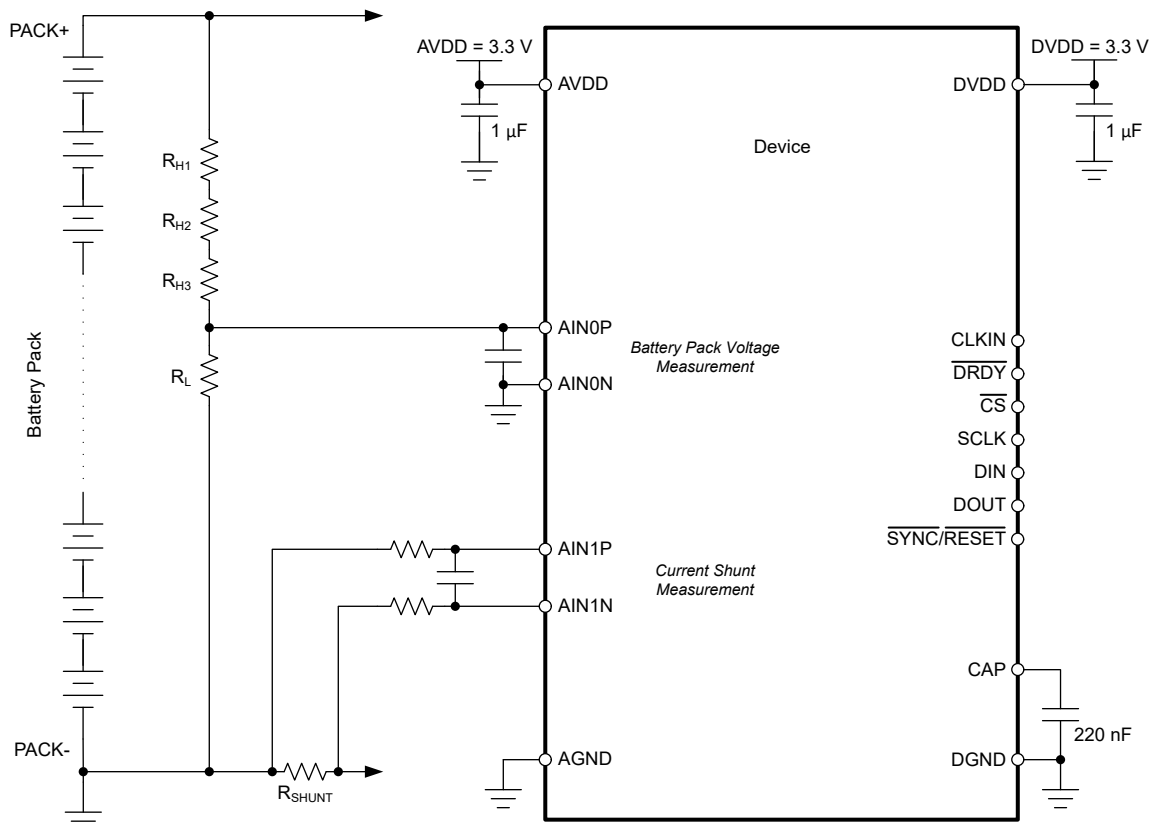 PACK+
AVDD = 3.3 V
DVDD = 3.3 V
AVDD
DVDD
1 µF
1 µF
Device
RH1
RH2
RH3
Battery Pack
RL
AIN0P
AIN0N
Battery Pack Voltage
Measurement
CLKIN
DRDY
CS
SCLK
DIN
DOUT
SYNC/RESET
AIN1P
AIN1N
Current Shunt
Measurement
CAP
220 nF
PACK-
AGND
DGND
RSHUNT